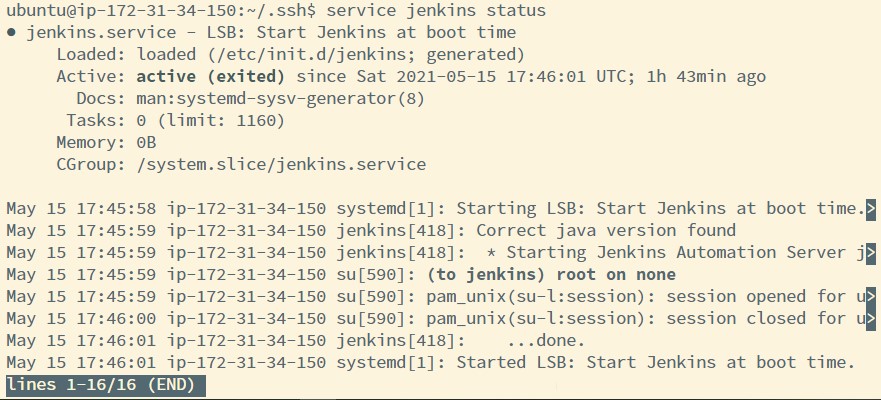 ubuntu@ip-172-31-34-150:~/.ssh$ service jenkins status
● jenkins.service - LSB: Start Jenkins at boot time
Loaded: loaded (/etc/init.d/jenkins; generated)
Active: active (exited) since Sat 2021-05-15 17:46:01 UTC; 1h 43min ago
Docs: man:systemd-sysv-generator(8)
Tasks: 0 (limit: 1160)
Memory: 0B
CGroup: /system.slice/jenkins.service
May 15 17:45:58 ip-172-31-34-150 systemd[1]: Starting LSB: Start Jenkins at boot time.>
May 15 17:45:59 ip-172-31-34-150 jenkins[418]: Correct java version found
May 15 17:45:59 ip-172-31-34-150 jenkins[418]:  * Starting Jenkins Automation Server j>
May 15 17:45:59 ip-172-31-34-150 su[590]: (to jenkins) root on none
May 15 17:45:59 ip-172-31-34-150 su[590]: pam_unix(su-l:session): session opened for u>
May 15 17:46:00 ip-172-31-34-150 su[590]: pam_unix(su-l:session): session closed for u>
May 15 17:46:01 ip-172-31-34-150 jenkins[418]:    ...done.
May 15 17:46:01 ip-172-31-34-150 systemd[1]: Started LSB: Start Jenkins at boot time.
lines 1-16/16 (END)